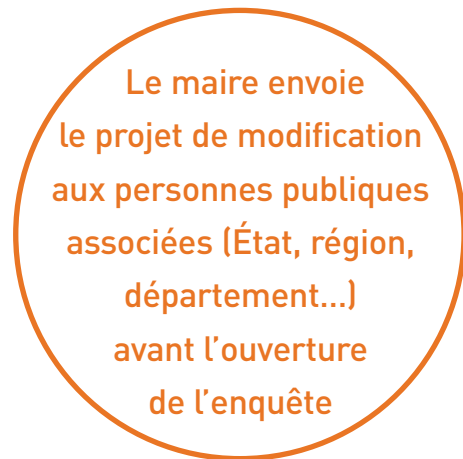 Le maire envoie
le projet de modification
aux personnes publiques
associées (État, région,
département...)
avant l’ouverture
de l’enquête